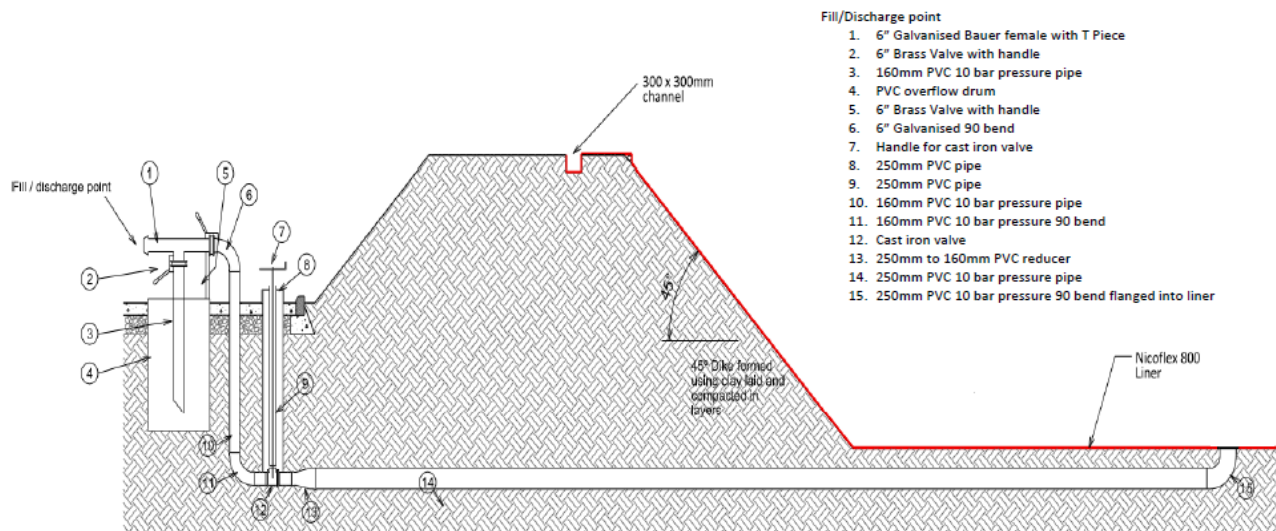 Fill/Discharge point
1. 6" Galvanised Bauer female with T Piece
2. 6" Brass Valve with handle
3. 160mm PVC 10 bar pressure pipe
4. PVC overflow drum
5. 6" Brass Valve with handle
6. 6" Galvanised 90 bend
7. Handle for cast iron valve
8. 250mm PVC pipe
9. 250mm PVC pipe
10. 160mm PVC 10 bar pressure pipe
11. 160mm PVC 10 bar pressure 90 bend
12. Cast iron valve
13. 250mm to 160mm PVC reducer
14. 250mm PVC 10 bar pressure pipe
15. 250mm PVC 10 bar pressure 90 bend flanged into liner
300 x 300mm
channel
Fill / discharge point
1
5
6
7
8
2
3
4
9
10
11
12
13
14
15
45°
45° Dike formed
using clay laid and
compacted in
layers
Nicoflex 800
Liner